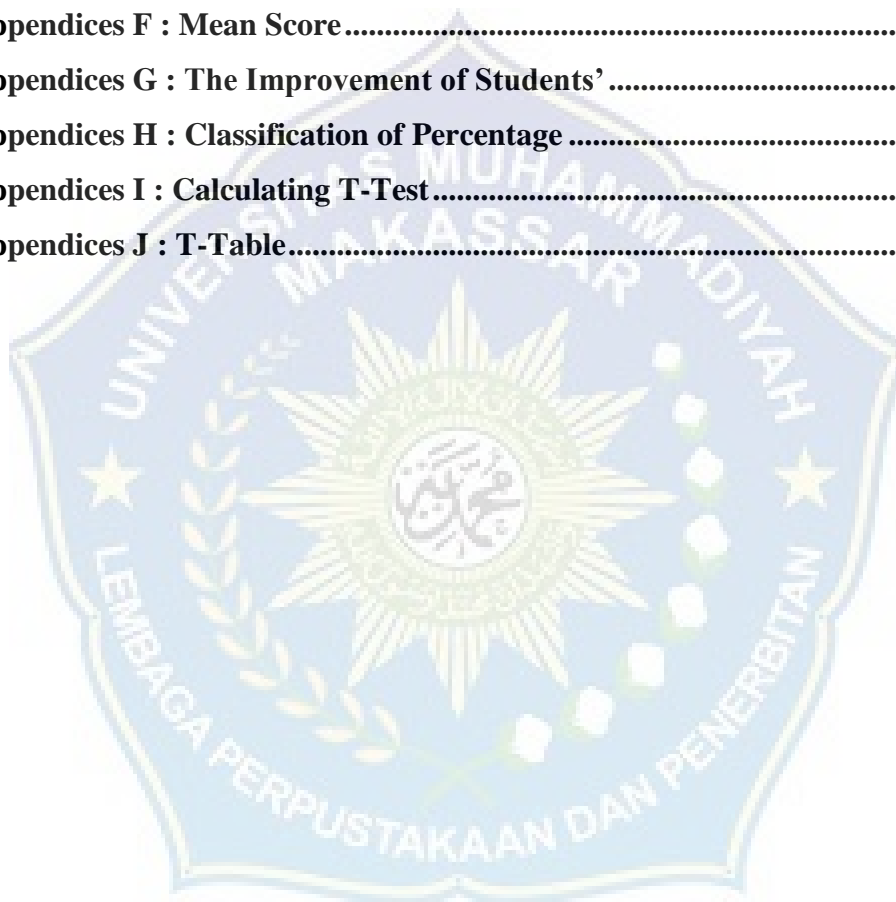 ppendices F : Mean Score
ppendices G : The Improvement of Students’
ppendices H : Classification of Percentage
ppendices I : Calculating T-Test
ppendices J : T-Table
UNIVERSITAS MUHAMMADIYAH
MAKASSAR
LEMBAGA PERPUSTAKAAN DAN PENERBITAN